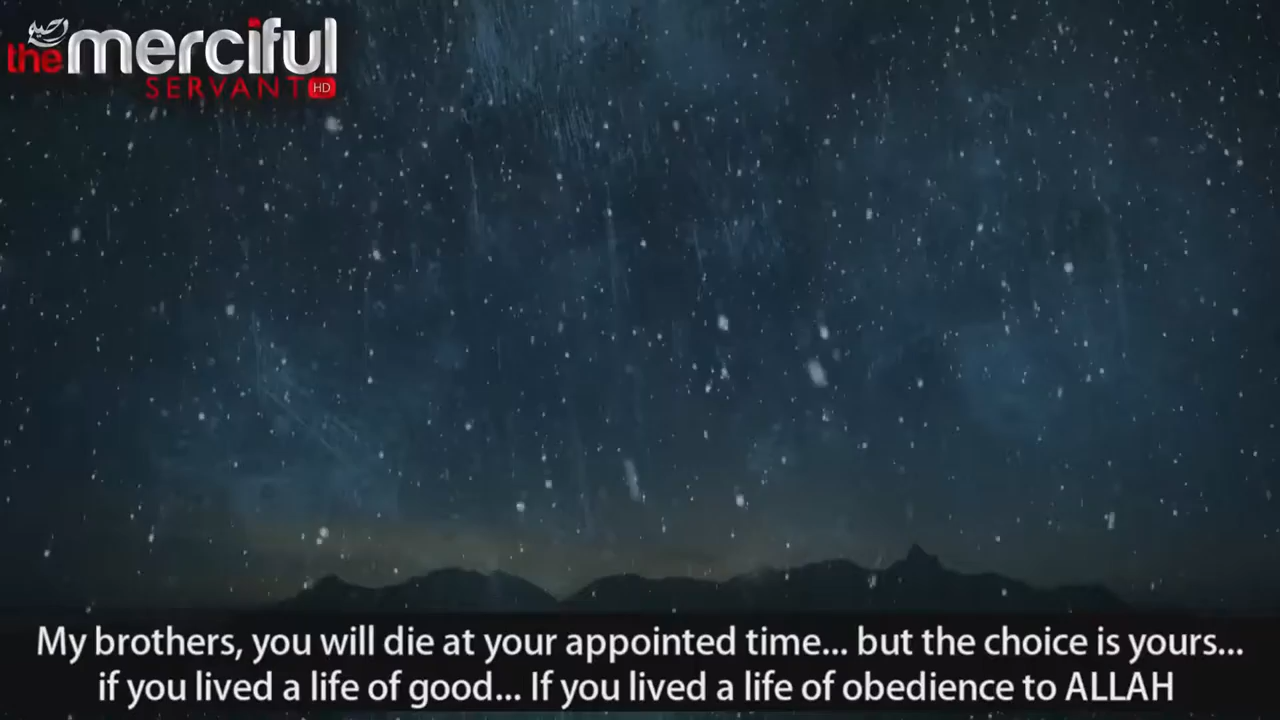 the merciful
SERVANT HD
My brothers, you will die at your appointed time... but the choice is yours...
if you lived a life of good... If you lived a life of obedience to ALLAH